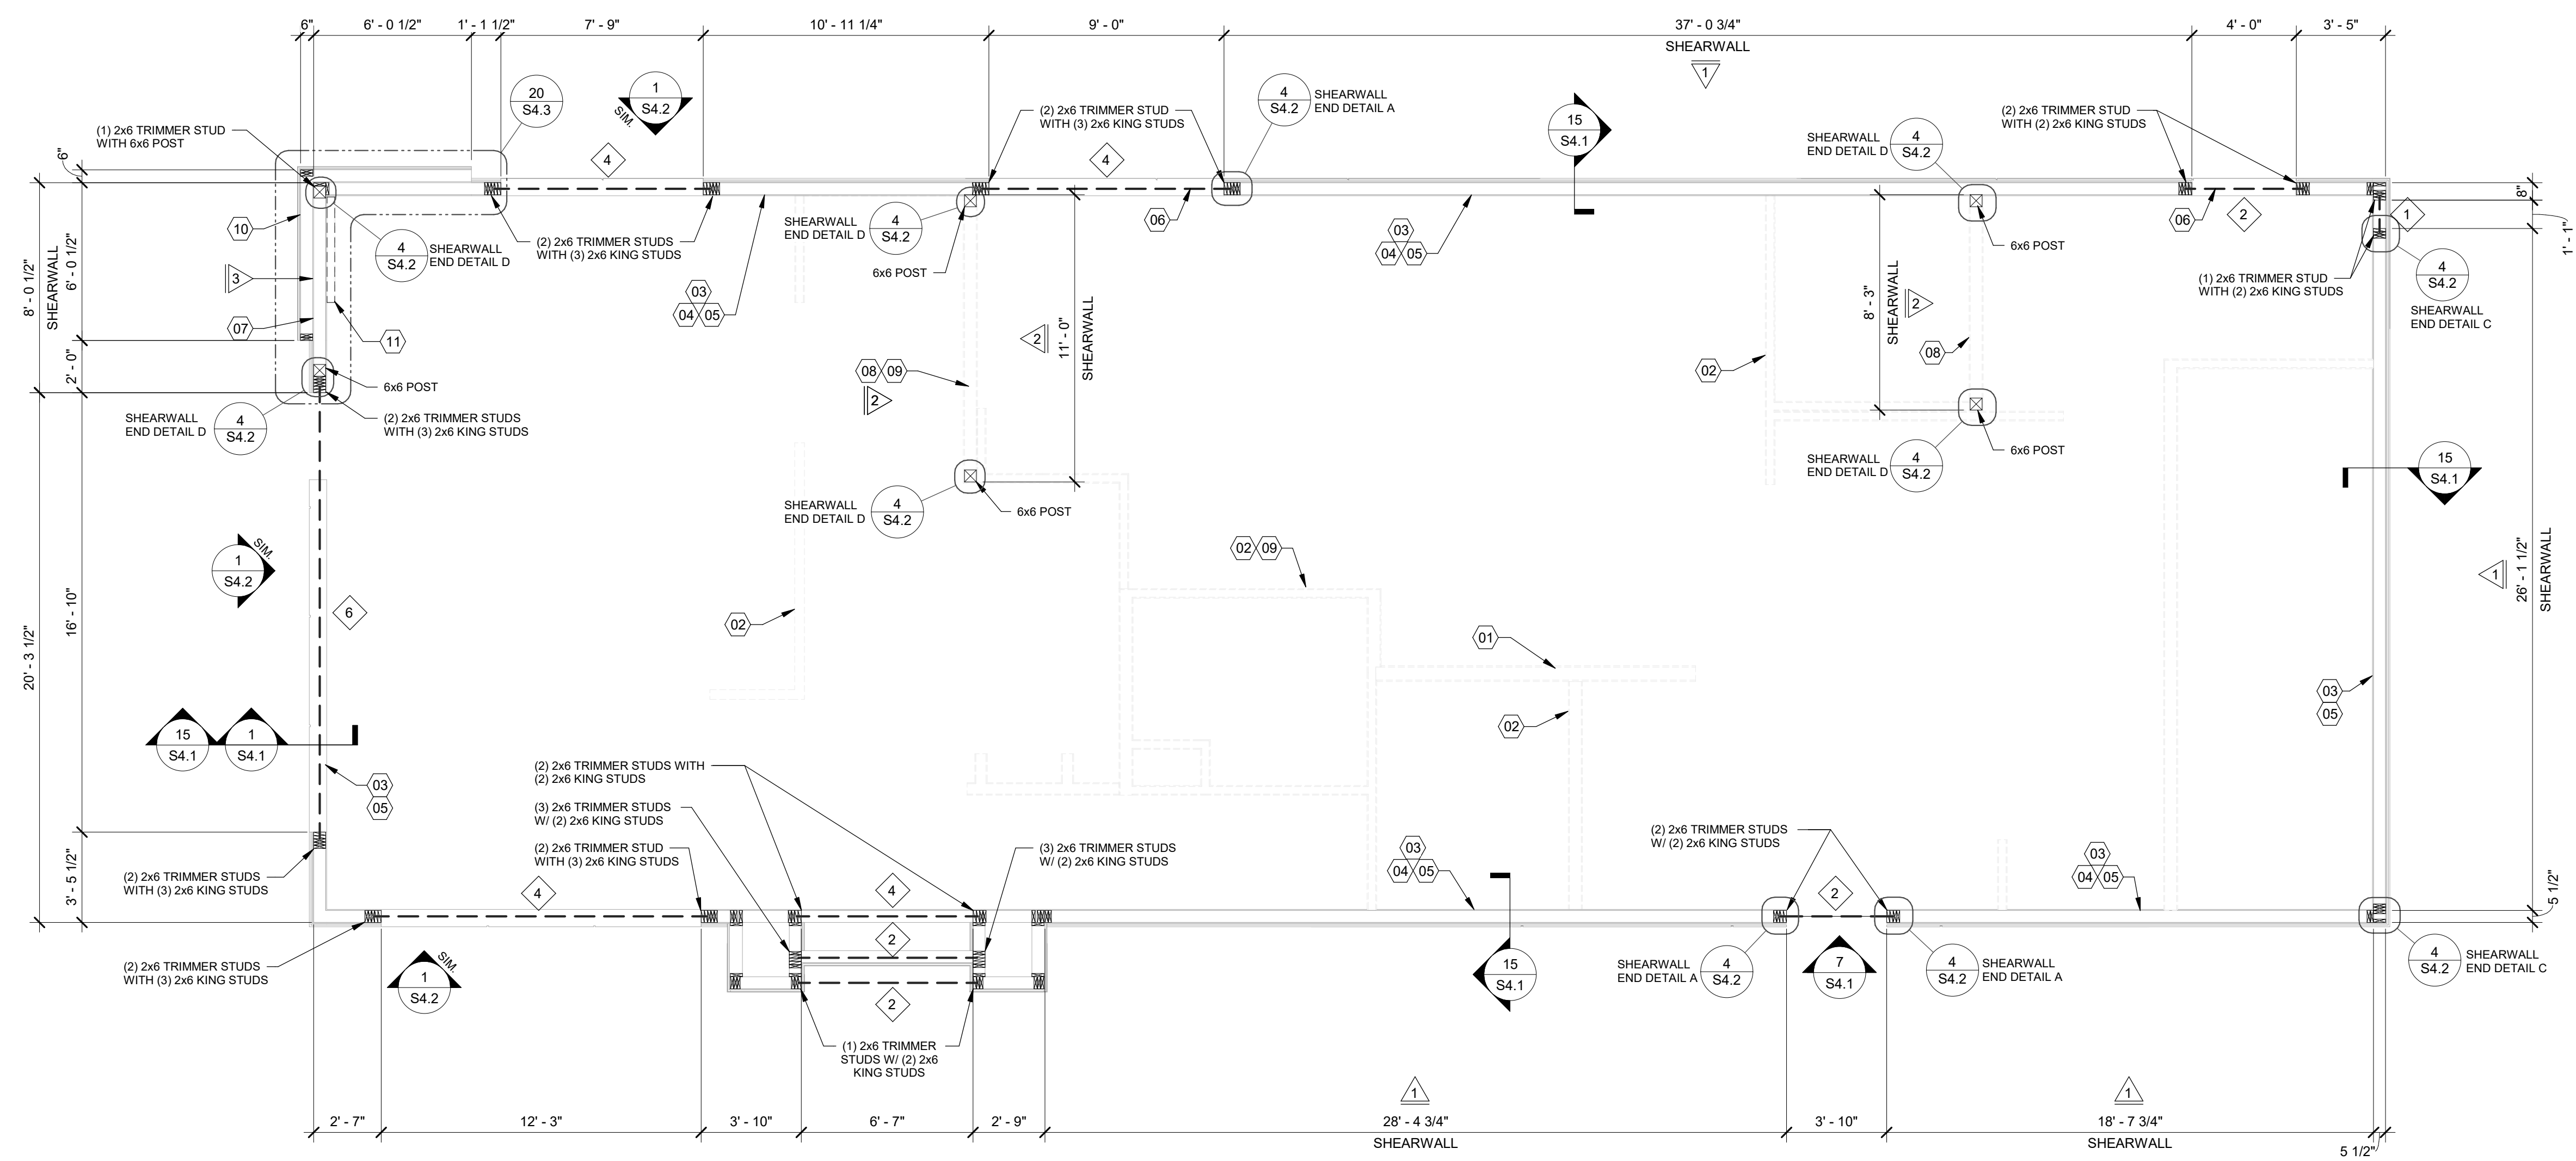 6"
6' - 0 1/2"
1' - 1 1/2"
7' - 9"
10' - 11 1/4"
9' - 0"
37' - 0 3/4"
4' - 0"
3' - 5"
SHEARWALL
1
20
S4.3
1
S4.2
SIM.
(2) 2x6 TRIMMER STUD
WITH (3) 2x6 KING STUDS
4
S4.2
SHEARWALL
END DETAIL A
15
S4.1
(2) 2x6 TRIMMER STUD
WITH (2) 2x6 KING STUDS
SHEARWALL
END DETAIL D
4
S4.2
(1) 2x6 TRIMMER STUD
WITH 6x6 POST
6"
4
4
8"
10
4
S4.2
SHEARWALL
END DETAIL D
(2) 2x6 TRIMMER STUDS
WITH (3) 2x6 KING STUDS
SHEARWALL
END DETAIL D
4
S4.2
06
06
2
1
1' - 1"
03
04
05
6x6 POST
6x6 POST
8' - 0 1/2"
SHEARWALL
6' - 0 1/2"
3
07
11
03
04
05
2
11' - 0"
SHEARWALL
8' - 3"
SHEARWALL
2
08
(1) 2x6 TRIMMER STUD
WITH (2) 2x6 KING STUDS
4
S4.2
SHEARWALL
END DETAIL C
2' - 0"
6x6 POST
08
09
2
02
SHEARWALL
END DETAIL D
4
S4.2
(2) 2x6 TRIMMER STUDS
WITH (3) 2x6 KING STUDS
SHEARWALL
END DETAIL D
4
S4.2
6x6 POST
SHEARWALL
END DETAIL D
4
S4.2
6x6 POST
15
S4.1
1
S4.2
SIM.
6
02
09
1
26' - 1 1/2"
SHEARWALL
16' - 10"
20' - 3 1/2"
02
01
02
03
05
15
S4.1
1
S4.1
03
05
(2) 2x6 TRIMMER STUDS WITH
(2) 2x6 KING STUDS
(3) 2x6 TRIMMER STUDS
W/ (2) 2x6 KING STUDS
(2) 2x6 TRIMMER STUD
WITH (3) 2x6 KING STUDS
(3) 2x6 TRIMMER STUDS
W/ (2) 2x6 KING STUDS
03
04
05
(2) 2x6 TRIMMER STUDS
W/ (2) 2x6 KING STUDS
03
04
05
3' - 5 1/2"
(2) 2x6 TRIMMER STUDS
WITH (3) 2x6 KING STUDS
4
4
2
2
2
5 1/2"
(2) 2x6 TRIMMER STUDS
WITH (3) 2x6 KING STUDS
1
S4.2
SIM.
15
S4.1
SHEARWALL
END DETAIL A
4
S4.2
7
S4.1
4
S4.2
SHEARWALL
END DETAIL A
4
S4.2
SHEARWALL
END DETAIL C
(1) 2x6 TRIMMER
STUDS W/ (2) 2x6
KING STUDS
1
1
2' - 7"
12' - 3"
3' - 10"
6' - 7"
2' - 9"
28' - 4 3/4"
3' - 10"
18' - 7 3/4"
SHEARWALL
SHEARWALL
5 1/2"